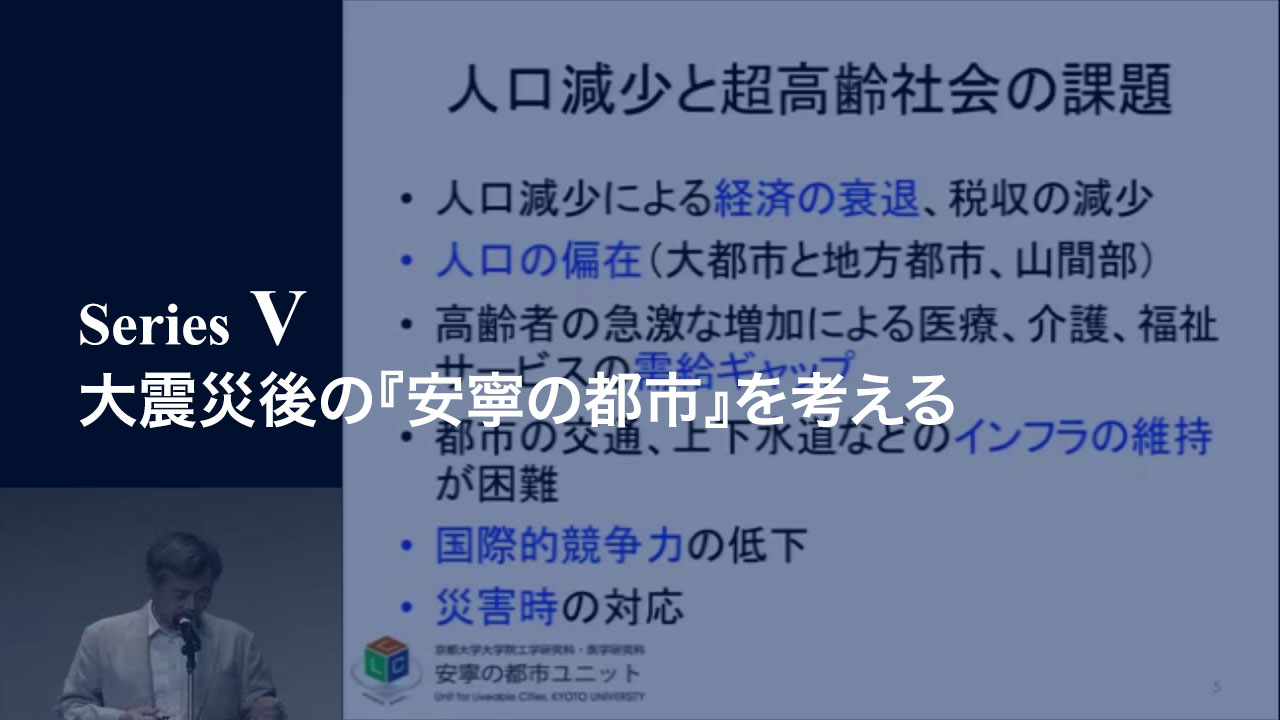 人口減少と超高齢社会の課題
• 人口減少による経済の衰退、税収の減少
• 人口の偏在（大都市と地方都市、山間部）
• 高齢者の急激な増加による医療、介護、福祉
サービスの需給ギャップ
Series V
大震災後の『安寧の都市』を考える
• 都市の交通、上下水道などのインフラの維持
が困難
• 国際的競争力の低下
• 災害時の対応
LLC
京都大学大学院工学研究科・医学研究科
安寧の都市ユニット
Unit for Liveable Cities, KYOTO UNIVERSITY
5